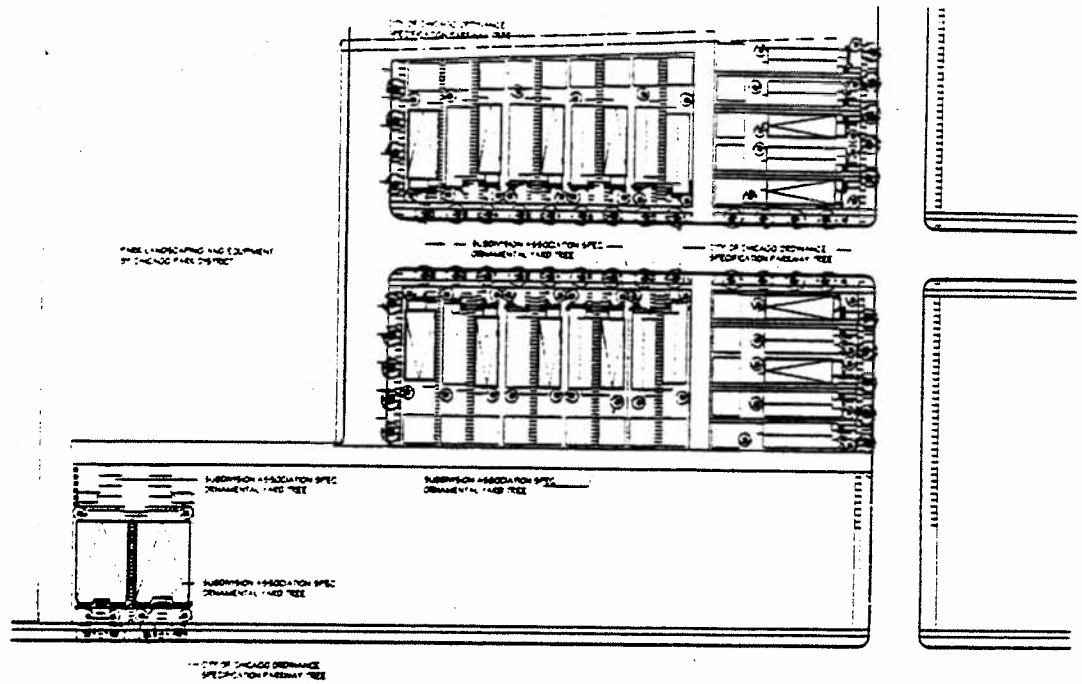 CITY OF CHICAGO ORDINANCE
SPECIFICATION PARKWAY TREE
PARK LANDSCAPING AND EQUIPMENT
BY CHICAGO PARK DISTRICT
SUBDIVISION ASSOCIATION SPEC
ORNAMENTAL YARD TREE
CITY OF CHICAGO ORDINANCE
SPECIFICATION PARKWAY TREE
SUBDIVISION ASSOCIATION SPEC
ORNAMENTAL YARD TREE
SUBDIVISION ASSOCIATION SPEC
ORNAMENTAL YARD TREE
SUBDIVISION ASSOCIATION SPEC
ORNAMENTAL YARD TREE
CITY OF CHICAGO ORDINANCE
SPECIFICATION PARKWAY TREE